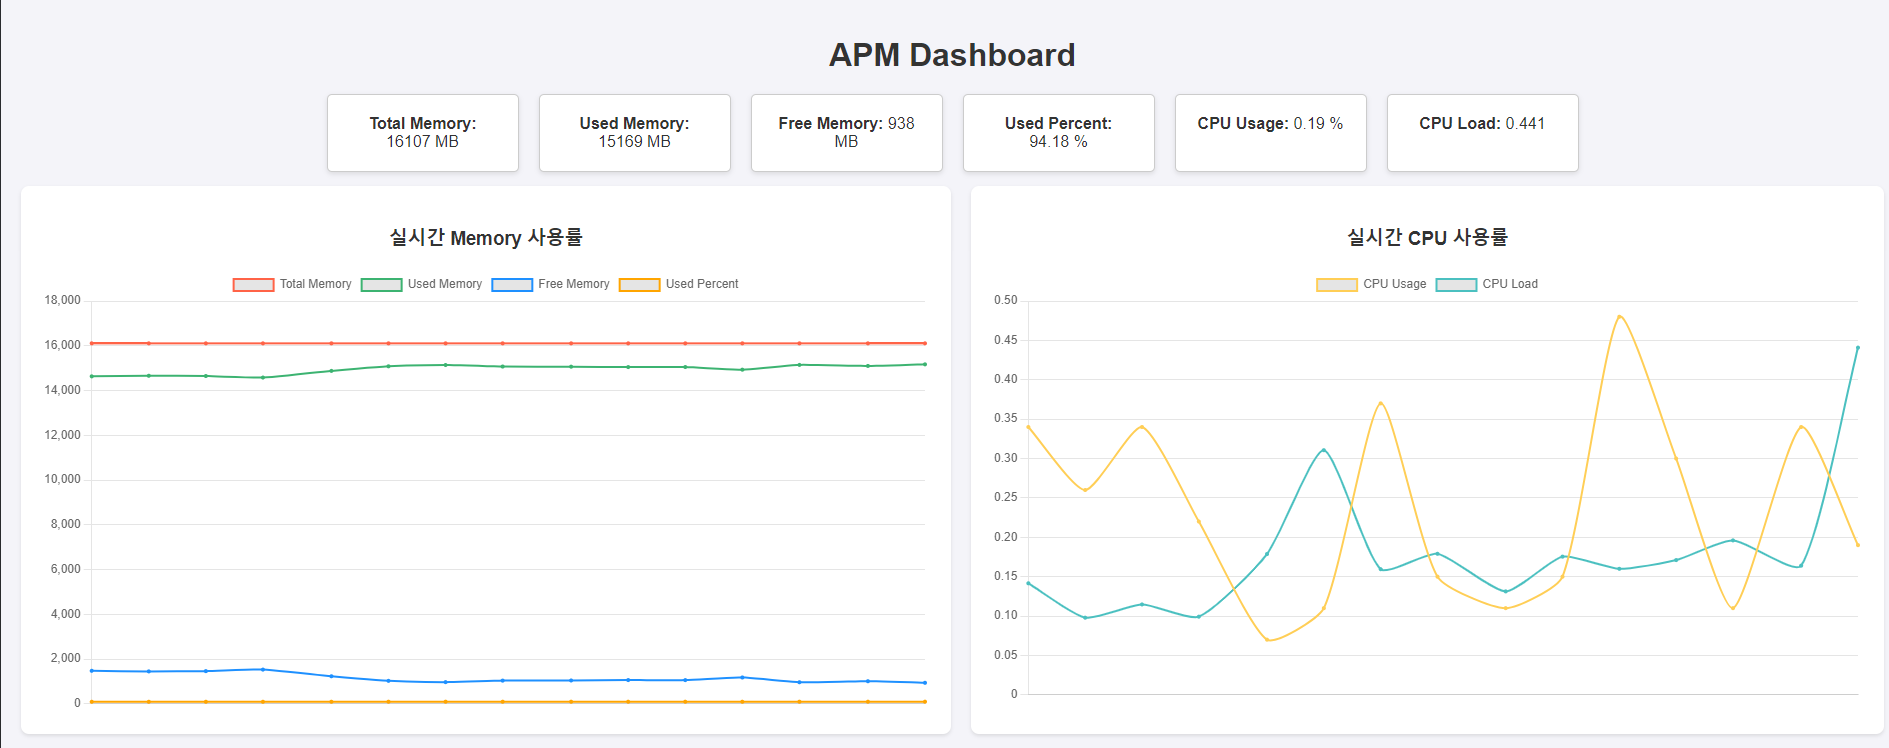 APM Dashboard
Total Memory:
16107 MB
Used Memory:
15169 MB
Free Memory: 938
MB
Used Percent:
94.18 %
CPU Usage: 0.19 %
CPU Load: 0.441
실시간 Memory 사용률
Total Memory Used Memory Free Memory Used Percent
18,000
16,000
14,000
12,000
10,000
8,000
6,000
4,000
2,000
0
실시간 CPU 사용률
CPU Usage CPU Load
0.50
0.45
0.40
0.35
0.30
0.25
0.20
0.15
0.10
0.05
0